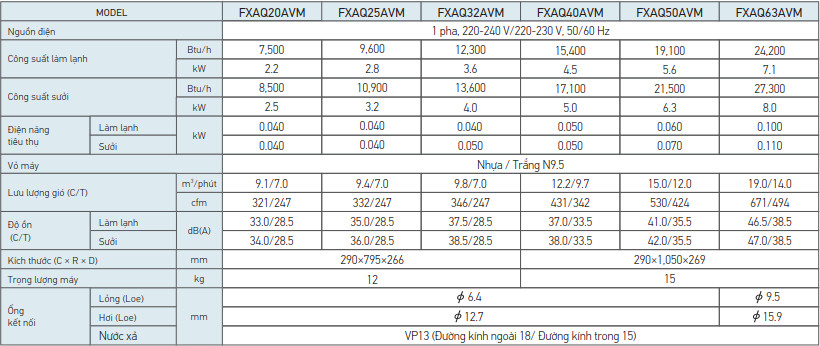 MODEL FXAQ20AVM FXAQ25AVM FXAQ32AVM FXAQ40AVM FXAQ50AVM FXAQ63AVM
Nguồn điện 1 pha, 220-240 V/220-230 V, 50/60 Hz
Công suất làm lạnh Btu/h 7,500 9,600 12,300 15,400 19,100 24,200
kW 2.2 2.8 3.6 4.5 5.6 7.1
Công suất sưởi Btu/h 8,500 10,900 13,600 17,100 21,500 27,300
kW 2.5 3.2 4.0 5.0 6.3 8.0
Điện năng tiêu thụ Làm lạnh kW 0.040 0.040 0.040 0.050 0.060 0.100
Sưởi 0.040 0.040 0.050 0.050 0.070 0.110
Vỏ máy Nhựa / Trắng N9.5
Lưu lượng gió (C/T) m³/phút 9.1/7.0 9.4/7.0 9.8/7.0 12.2/9.7 15.0/12.0 19.0/14.0
cfm 321/247 332/247 346/247 431/342 530/424 671/494
Độ ồn (C/T) Làm lạnh dB(A) 33.0/28.5 35.0/28.5 37.5/28.5 37.0/33.5 41.0/35.5 46.5/38.5
Sưởi 34.0/28.5 36.0/28.5 38.5/28.5 38.0/33.5 42.0/35.5 47.0/38.5
Kích thước (C × R × D) mm 290×795×266 290×1,050×269
Trọng lượng máy kg 12 15
Ống kết nối Lỏng (Loe) mm ϕ 6.4 ϕ 9.5
Hơi (Loe) ϕ 12.7 ϕ 15.9
Nước xả VP13 (Đường kính ngoài 18/ Đường kính trong 15)